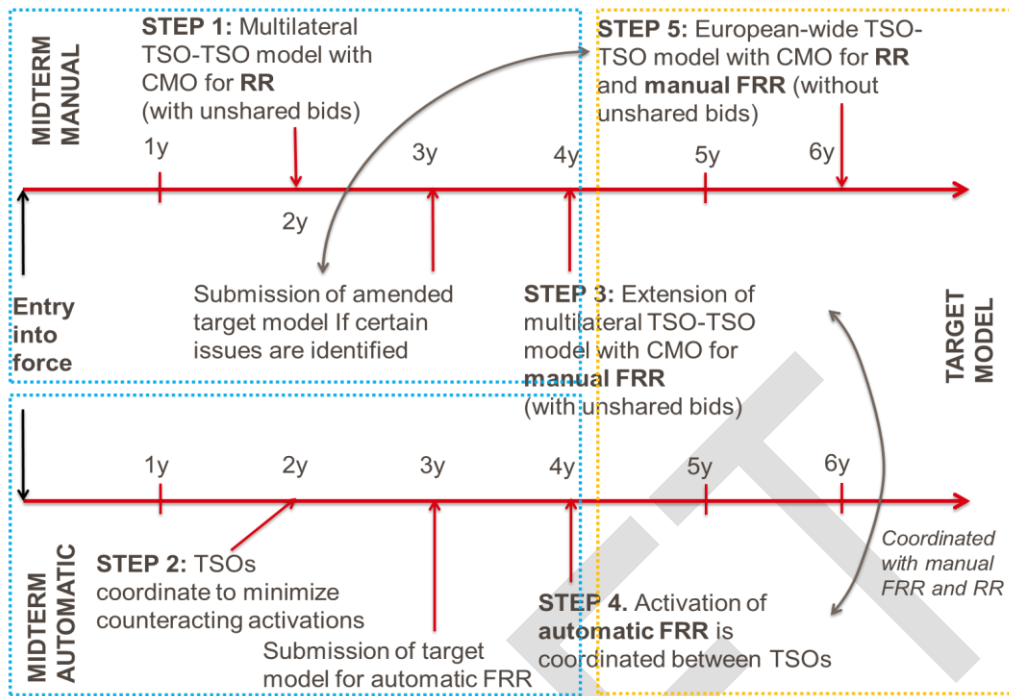 MIDTERM
MANUAL
STEP 1: Multilateral
TSO-TSO model with
CMO for RR
(with unshared bids)
STEP 5: European-wide TSO-
TSO model with CMO for RR
and manual FRR (without
unshared bids)
1y
2y
3y
4y
5y
6y
Entry
into
force
Submission of amended
target model If certain
issues are identified
STEP 3: Extension of
multilateral TSO-TSO
model with CMO for
manual FRR
(with unshared bids)
TARGET
MODEL
MIDTERM
AUTOMATIC
1y
2y
3y
4y
5y
6y
STEP 2: TSOs
coordinate to minimize
counteracting activations
Submission of target
model for automatic FRR
STEP 4. Activation of
automatic FRR is
coordinated between TSOs
Coordinated
with manual
FRR and RR